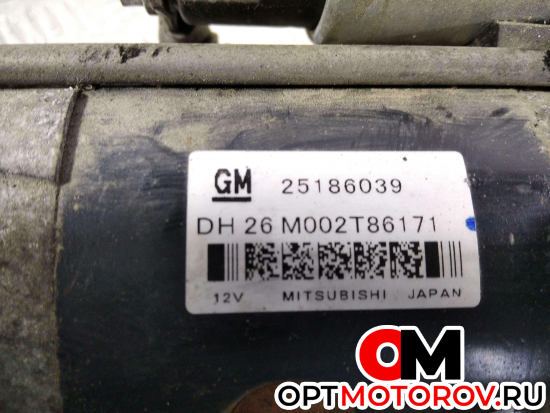 GM 25186039
DH 26 M002T86171
12V MITSUBISHI JAPAN
OM
OPTMOTOROV.RU